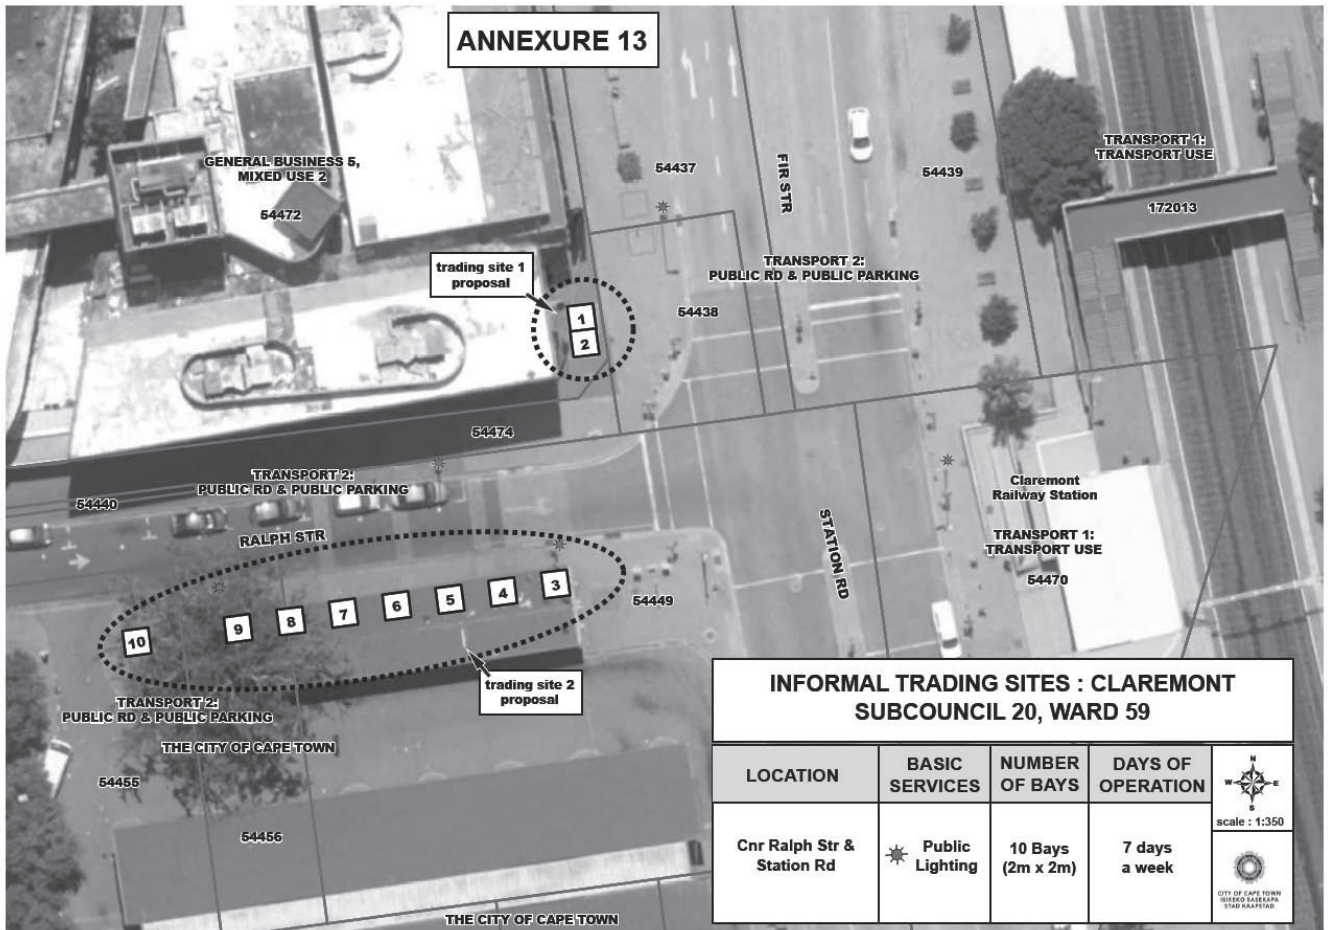 ANNEXURE 13
GENERAL BUSINESS 5,
MIXED USE 2
54472
54437
FIR STR
54439
TRANSPORT 1:
TRANSPORT USE
172013
trading site 1
proposal
TRANSPORT 2:
PUBLIC RD & PUBLIC PARKING
1
2
54438
54474
TRANSPORT 2:
PUBLIC RD & PUBLIC PARKING
54440
RALPH STR
Claremont
Railway Station
STATION RD
TRANSPORT 1:
TRANSPORT USE
54470
10
9
8
7
6
5
4
3
54449
trading site 2
proposal
TRANSPORT 2:
PUBLIC RD & PUBLIC PARKING
THE CITY OF CAPE TOWN
54455
54456
THE CITY OF CAPE TOWN
INFORMAL TRADING SITES : CLAREMONT
SUBCOUNCIL 20, WARD 59
LOCATION
BASIC
SERVICES
NUMBER
OF BAYS
DAYS OF
OPERATION
Cnr Ralph Str &
Station Rd
Public
Lighting
10 Bays
(2m x 2m)
7 days
a week
N
W E
S
scale : 1:350
CITY OF CAPE TOWN
ISIXEKO SASEKAPA
STAD KAAPSTAD